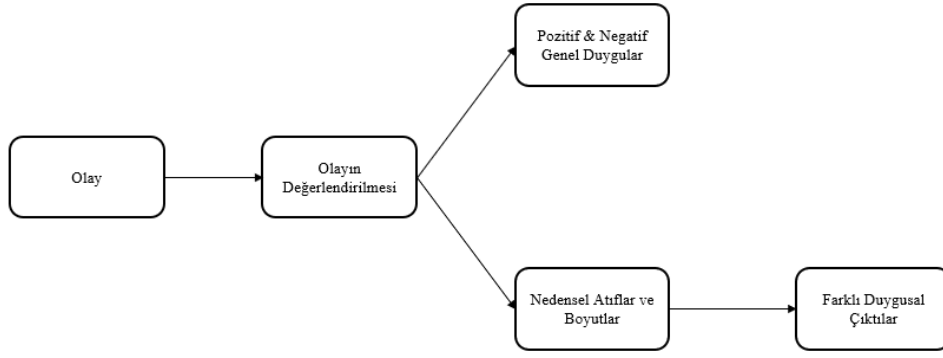 Pozitif & Negatif
Genel Duygular
Olay
Olayın
Değerlendirilmesi
Nedensel Atıflar ve
Boyutlar
Farklı Duygusal
Çıktılar